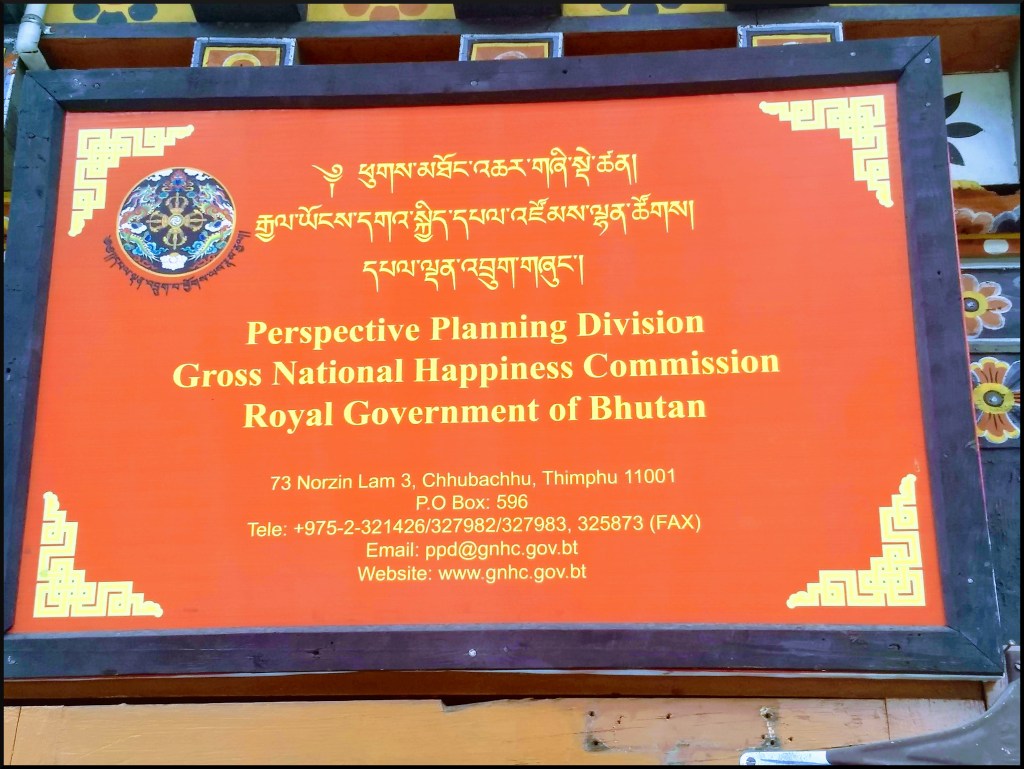 ༄ ཕུགས་མཐོང་འཆར་གཞི་སྡེ་ཚན།
རྒྱལ་ཡོངས་དགའ་སྐྱིད་དཔལ་འཛོམས་ལྷན་ཚོགས།
དཔལ་ལྡན་འབྲུག་གཞུང་།
Perspective Planning Division
Gross National Happiness Commission
Royal Government of Bhutan
73 Norzin Lam 3, Chhubachhu, Thimphu 11001
P.O Box: 596
Tele: +975-2-321426/327982/327983, 325873 (FAX)
Email: ppd@gnhc.gov.bt
Website: www.gnhc.gov.bt